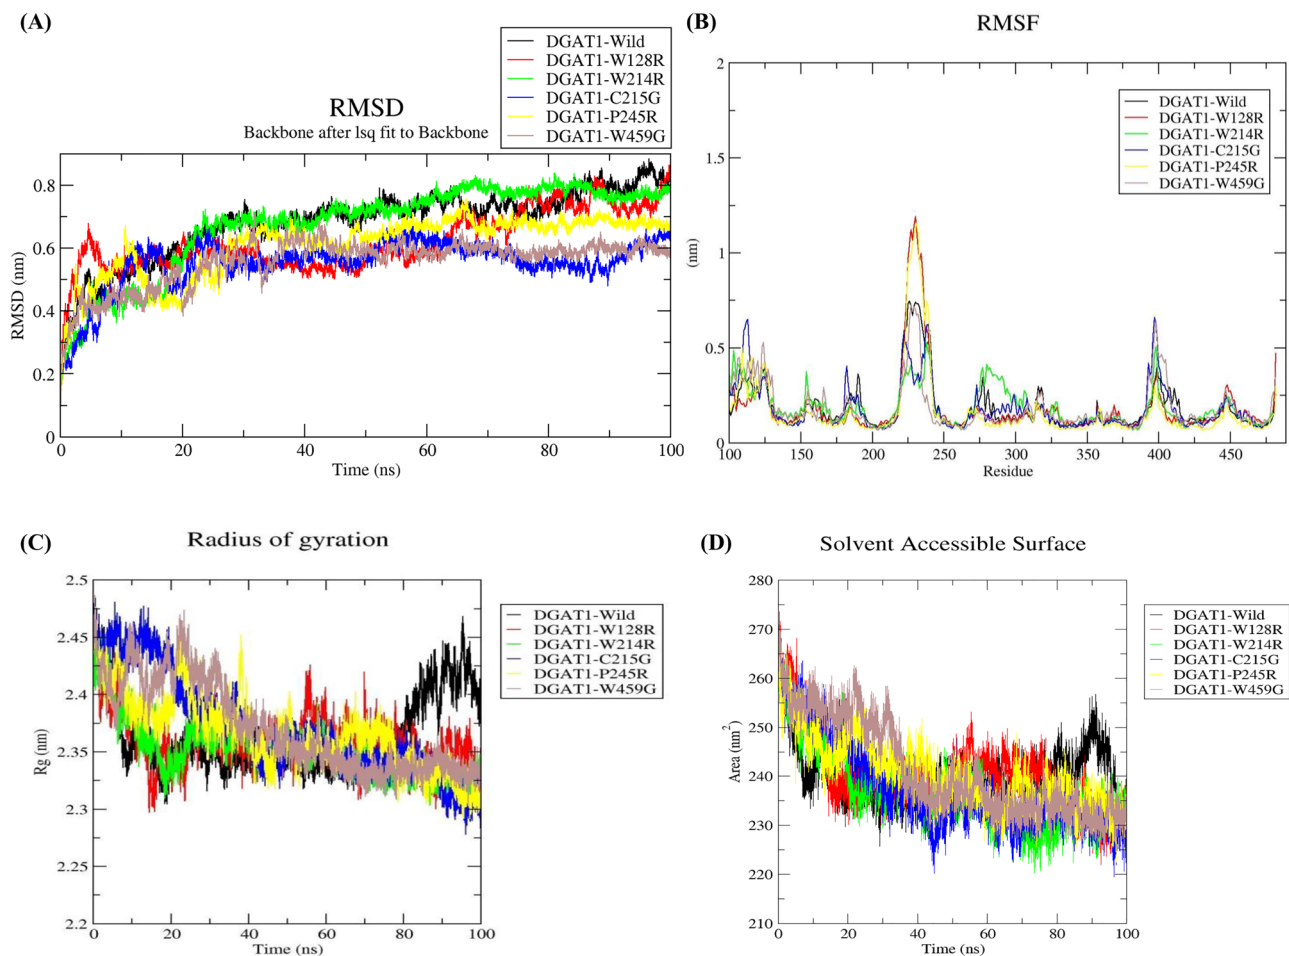 (A)
DGAT1-Wild
DGAT1-W128R
DGAT1-W214R
DGAT1-C215G
DGAT1-P245R
DGAT1-W459G
RMSD
Backbone after lsq fit to Backbone
0.8
0.6
0.4
0.2
0
RMSD (nm)
0 20 40 60 80 100
Time (ns)
(B)
RMSF
DGAT1-Wild
DGAT1-W128R
DGAT1-W214R
DGAT1-C215G
DGAT1-P245R
DGAT1-W459G
2
1.5
1
0.5
0
(nm)
100 150 200 250 300 350 400 450
Residue
(C)
Radius of gyration
DGAT1-Wild
DGAT1-W128R
DGAT1-W214R
DGAT1-C215G
DGAT1-P245R
DGAT1-W459G
2.5
2.45
2.4
2.35
2.3
2.25
2.2
Rg (nm)
0 20 40 60 80 100
Time (ns)
(D)
Solvent Accessible Surface
DGAT1-Wild
DGAT1-W128R
DGAT1-W214R
DGAT1-C215G
DGAT1-P245R
DGAT1-W459G
280
270
260
250
240
230
220
210
Area (nm²)
0 20 40 60 80 100
Time (ns)